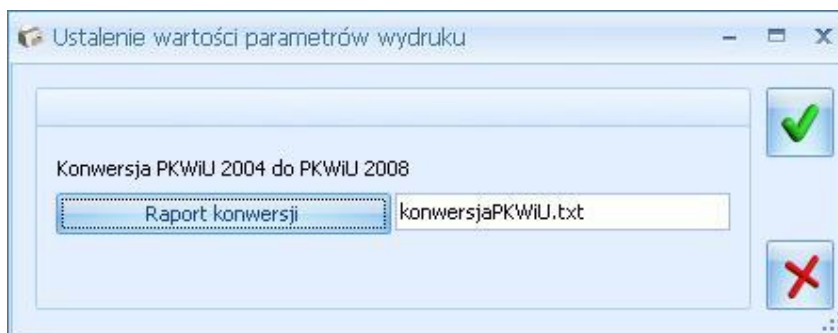 Ustalenie wartości parametrów wydruku
Konwersja PKWiU 2004 do PKWiU 2008
Raport konwersji konwersjaPKWiU.txt